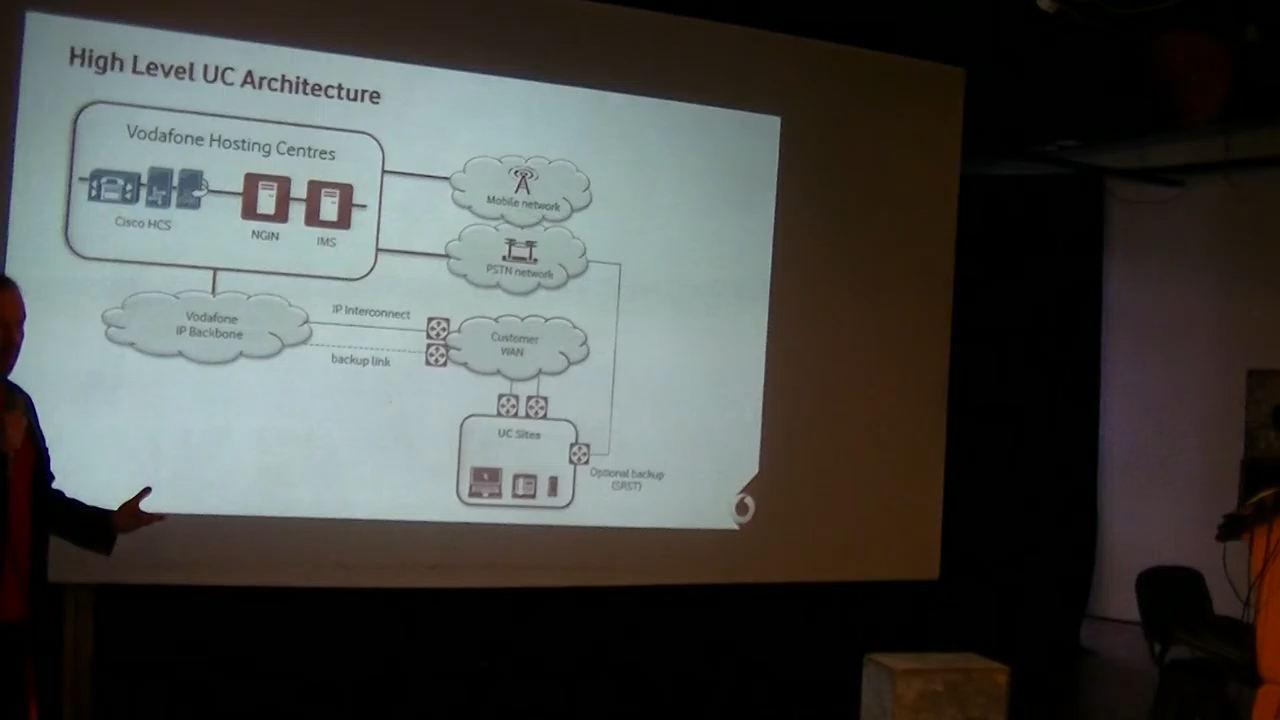 High Level UC Architecture
Vodafone Hosting Centres
Cisco HCS
NGIN
IMS
Mobile network
PSTN network
Vodafone
IP Backbone
IP Interconnect
backup link
Customer
WAN
UC Sites
Optional backup
(SRST)